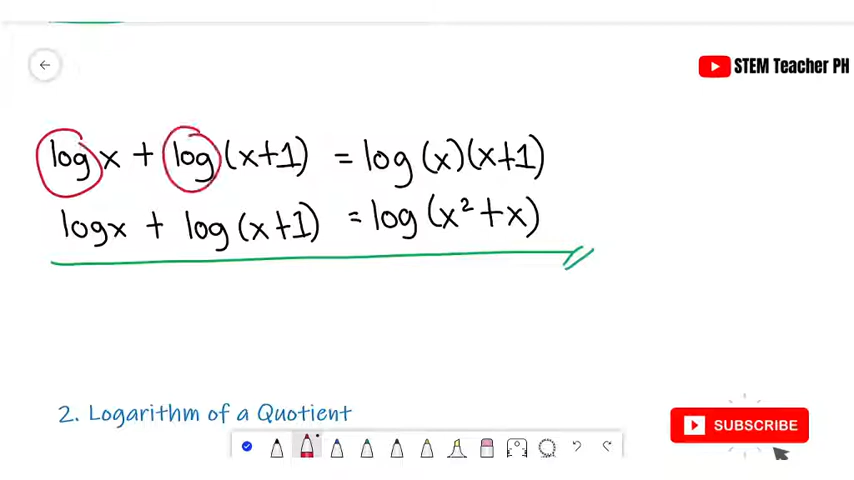 STEM Teacher PH
log x + log (x+1) = log (x)(x+1)
log x + log (x+1) = log (x² + x)
2. Logarithm of a Quotient
SUBSCRIBE